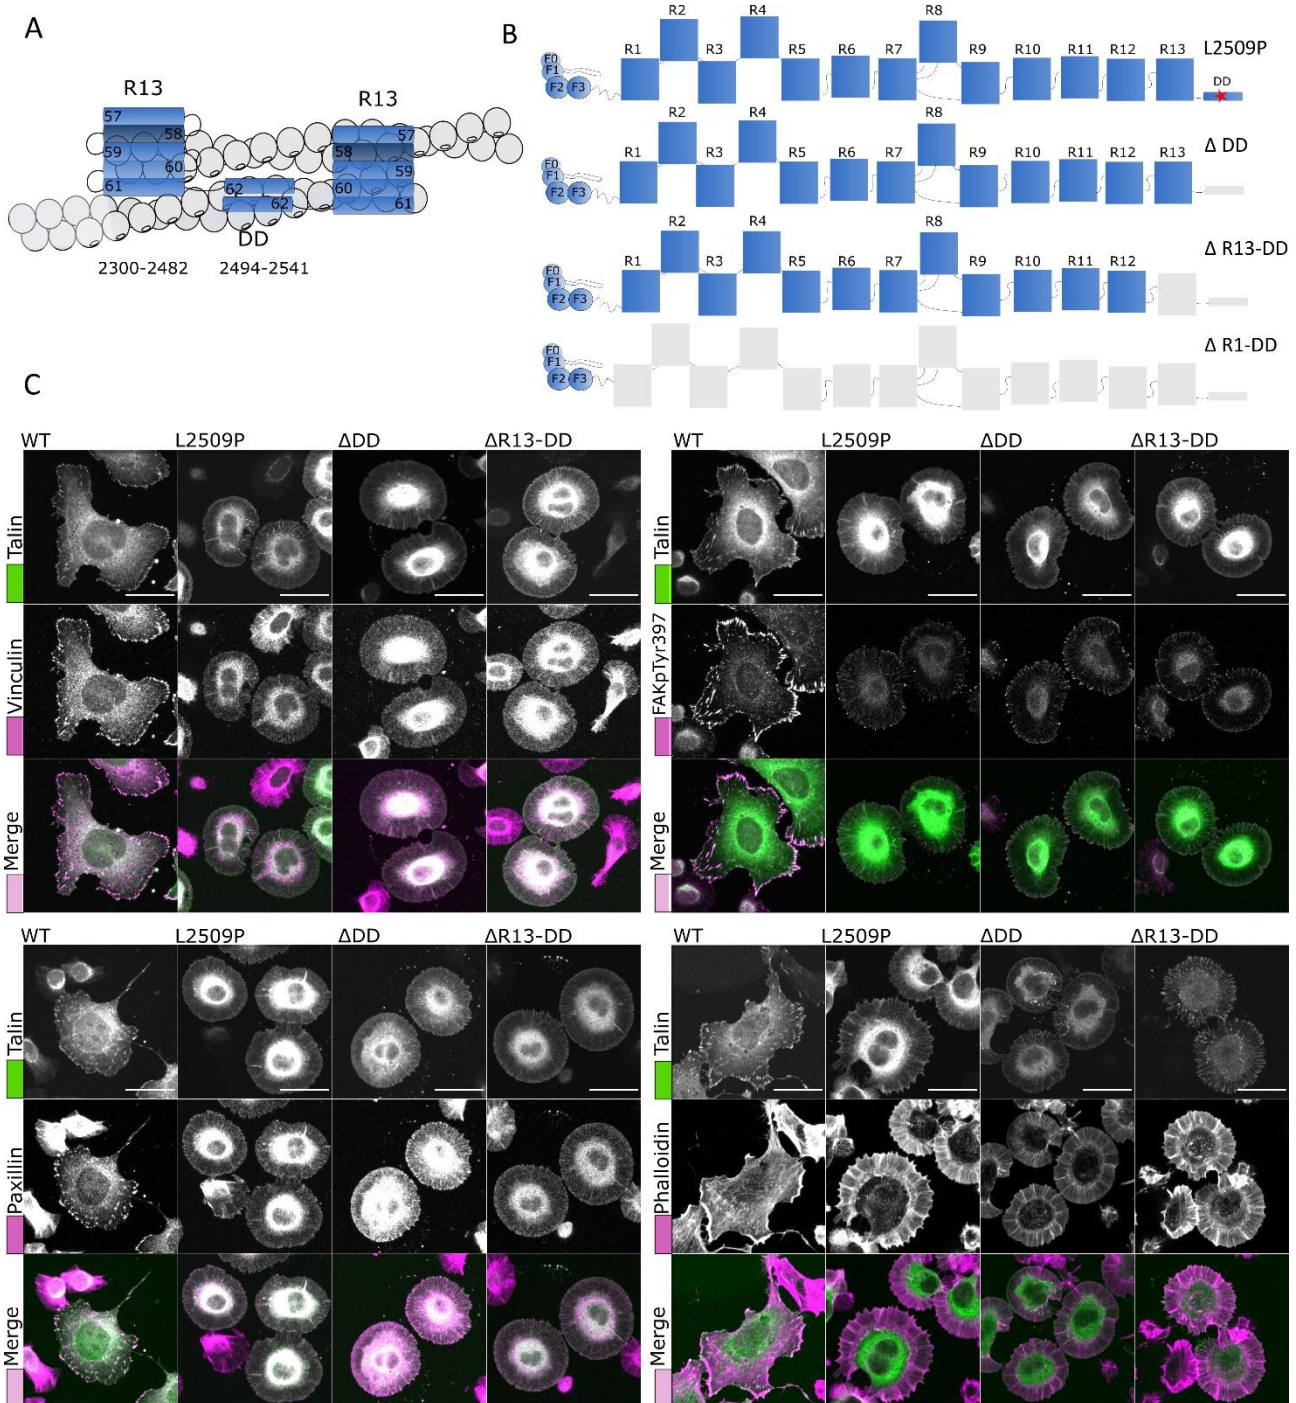 A
R13
R13
57
58
59
60
61
57
58
59
60
61
62
62
DD
2300-2482
2494-2541
B
R1 R2 R3 R4 R5 R6 R7 R8 R9 R10 R11 R12 R13
L2509P
DD
F0
F1
F2 F3
R1 R2 R3 R4 R5 R6 R7 R8 R9 R10 R11 R12 R13
Δ DD
F0
F1
F2 F3
R1 R2 R3 R4 R5 R6 R7 R8 R9 R10 R11 R12
Δ R13-DD
F0
F1
F2 F3
Δ R1-DD
F0
F1
F2 F3
C
WT L2509P ΔDD ΔR13-DD
Talin
Vinculin
Merge
WT L2509P ΔDD ΔR13-DD
Talin
FAKpTyr397
Merge
WT L2509P ΔDD ΔR13-DD
Talin
Paxillin
Merge
WT L2509P ΔDD ΔR13-DD
Talin
Phalloidin
Merge